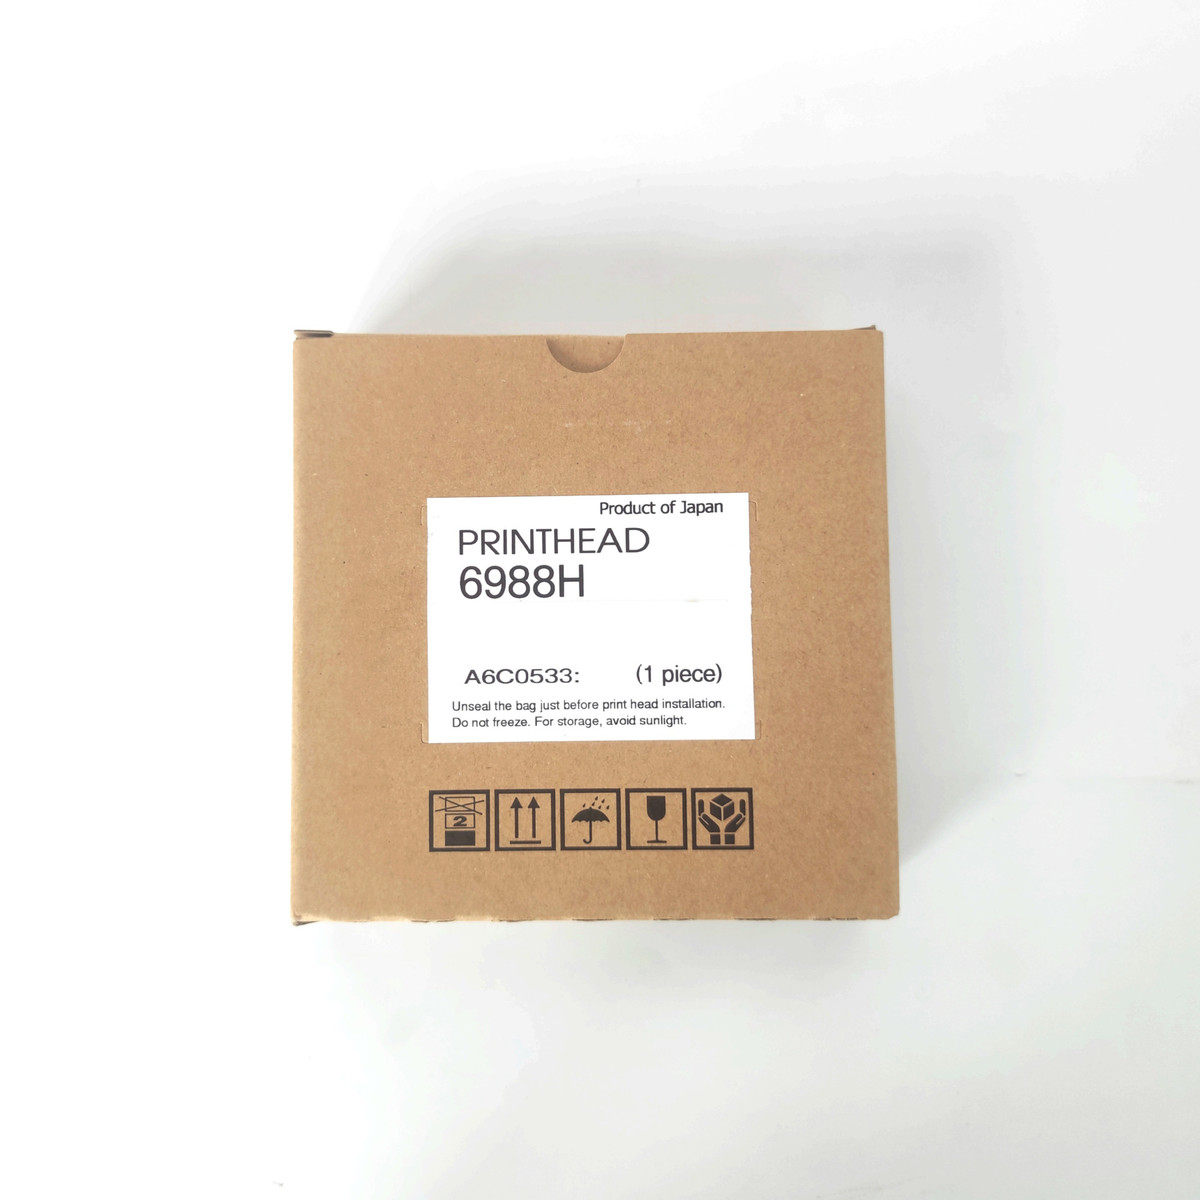 Product of Japan
PRINTHEAD
6988H
A6C0533: (1 piece)
Unseal the bag just before print head installation.
Do not freeze. For storage, avoid sunlight.
2